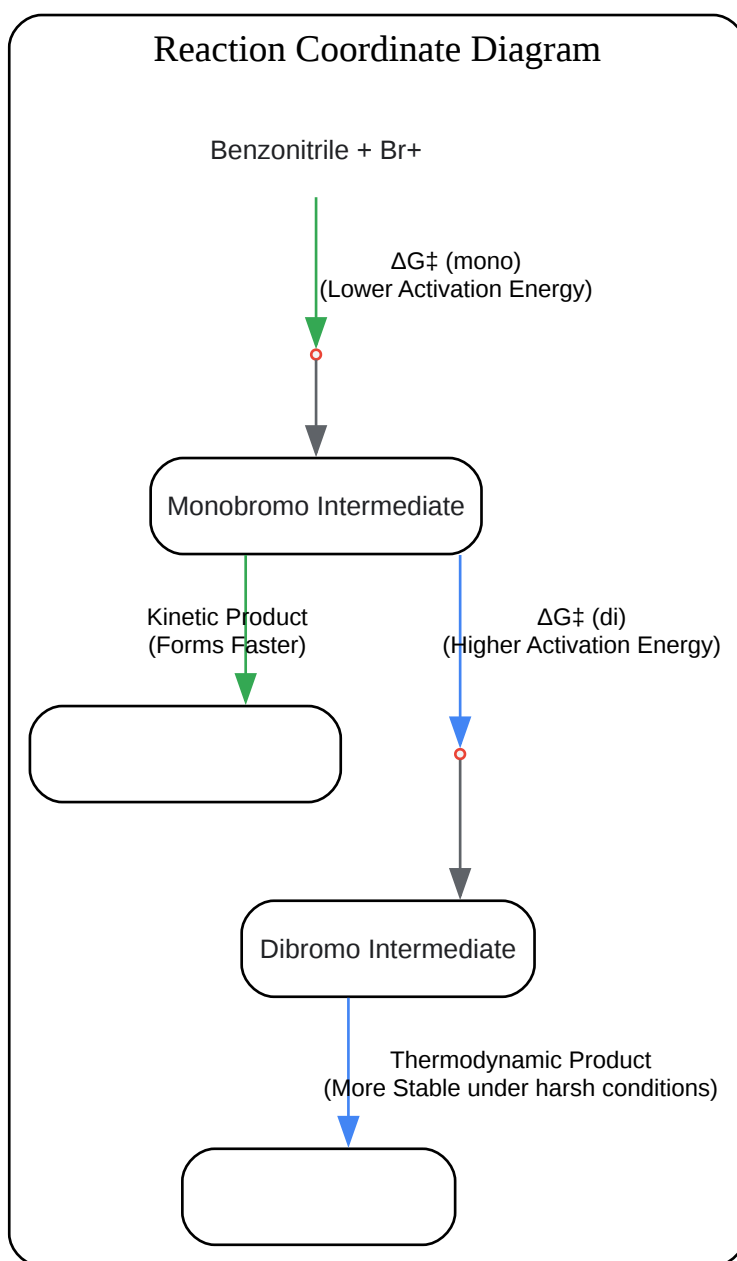 Reaction Coordinate Diagram
Benzonitrile + Br+
ΔG‡ (mono)
(Lower Activation Energy)
Monobromo Intermediate
Kinetic Product
(Forms Faster)
ΔG‡ (di)
(Higher Activation Energy)
Dibromo Intermediate
Thermodynamic Product
(More Stable under harsh conditions)